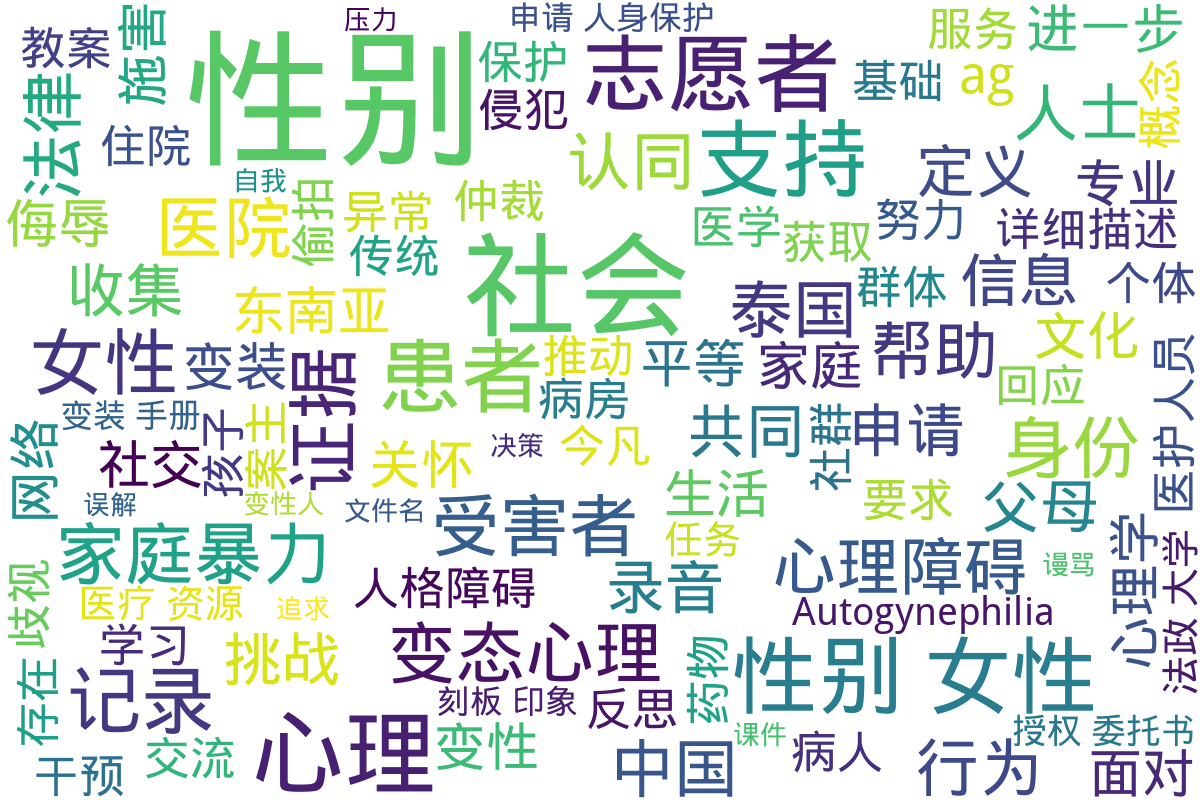 压力
申请 人身保护
教案
施害
性别
保护
志愿者
服务
进一步
法律
侵犯
基础
ag
人士
概念
住院
认同
支持
定义
专业
自我
侮辱
医院
偷拍
异常
仲裁
医学
获取
努力
详细描述
传统
社会
收集
东南亚
泰国
群体
信息
个体
女性
变装
证据
患者
推动
平等
家庭
帮助
文化
回应
医护人员
病房
变装 手册
孩子
案主
社交
关怀
决策
今凡
共同
社群
申请
身份
网络
误解
变性人
文件名
受害者
生活
要求
父母
任务
家庭暴力
心理障碍
谩骂
心理学
法政 大学
歧视
医疗 资源
追求
人格障碍
录音
Autogynephilia
学习
挑战
变态心理
药物
性别 女性
存在
记录
刻板 印象
反思
心理
变性
课件
授权 委托书
干预
交流
中国
病人
行为
面对